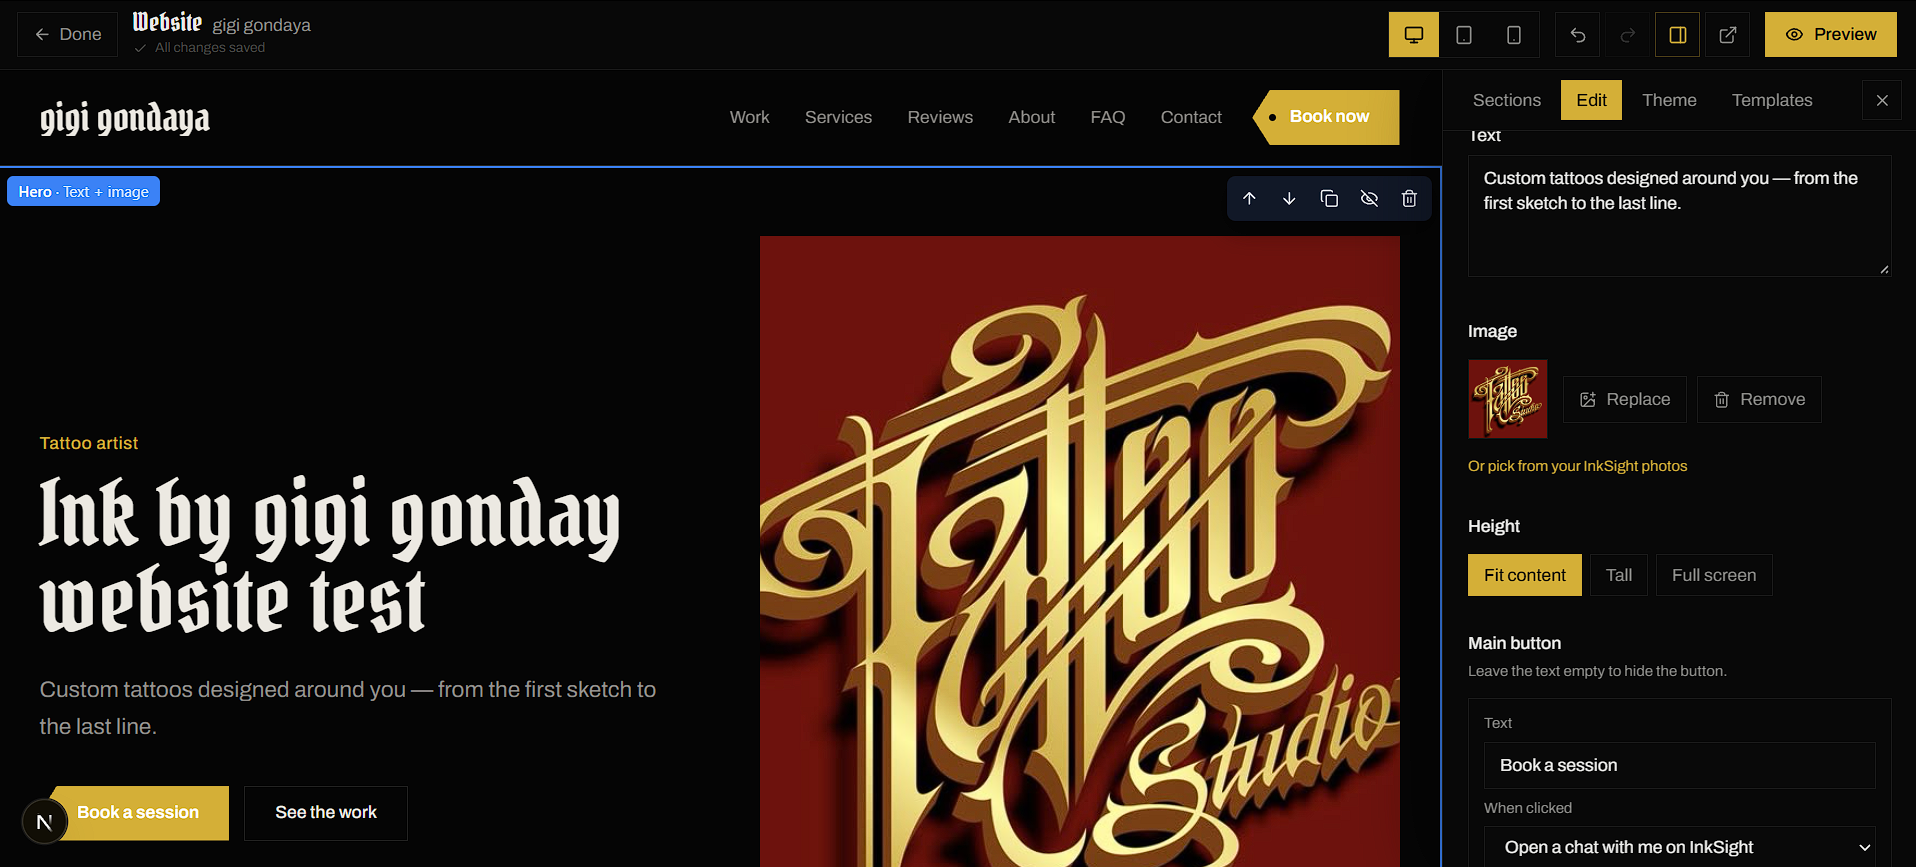 Done
Website gigi gondaya
All changes saved
Preview
gigi gondaya
Work
Services
Reviews
About
FAQ
Contact
Book now
Hero · Text + image
Tattoo artist
Ink by gigi gonday
website test
Custom tattoos designed around you — from the first sketch to
the last line.
Book a session
See the work
N
Tattoo
Studio
Sections
Edit
Theme
Templates
Text
Custom tattoos designed around you — from the
first sketch to the last line.
Image
Tattoo
Studio
Replace
Remove
Or pick from your InkSight photos
Height
Fit content
Tall
Full screen
Main button
Leave the text empty to hide the button.
Text
Book a session
When clicked
Open a chat with me on InkSight